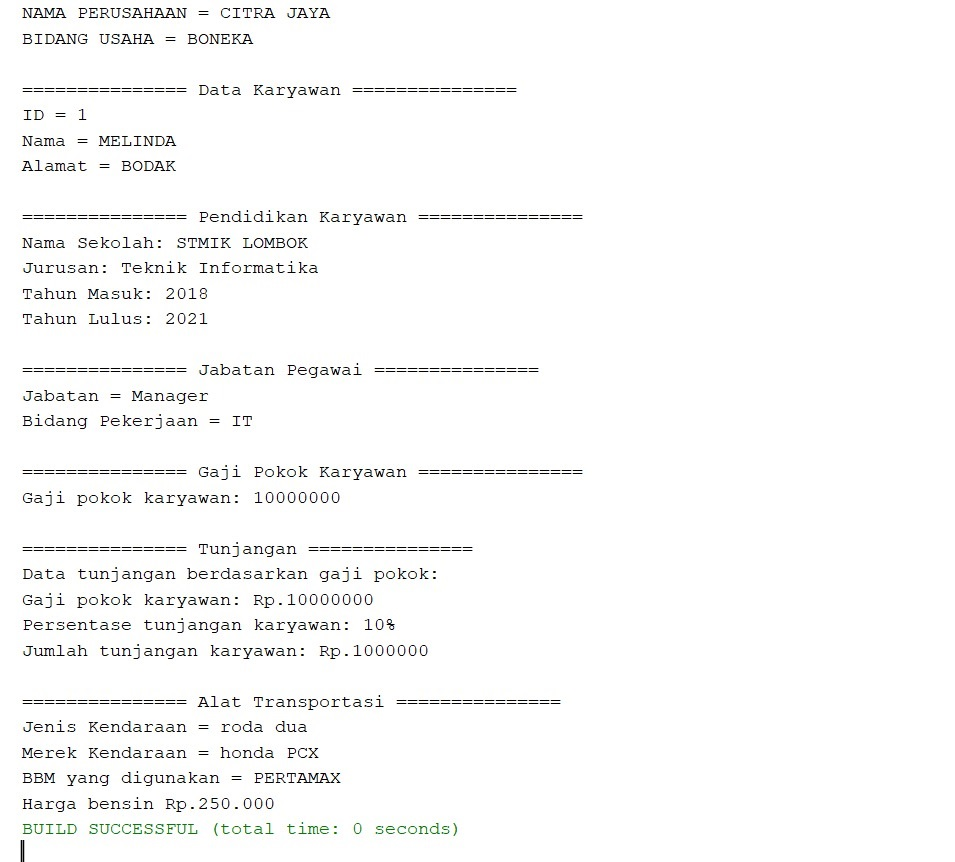 NAMA PERUSAHAAN = CITRA JAYA
BIDANG USAHA = BONEKA
=============== Data Karyawan ===============
ID = 1
Nama = MELINDA
Alamat = BODAK
=============== Pendidikan Karyawan ===============
Nama Sekolah: STMIK LOMBOK
Jurusan: Teknik Informatika
Tahun Masuk: 2018
Tahun Lulus: 2021
=============== Jabatan Pegawai ===============
Jabatan = Manager
Bidang Pekerjaan = IT
=============== Gaji Pokok Karyawan ===============
Gaji pokok karyawan: 10000000
=============== Tunjangan ===============
Data tunjangan berdasarkan gaji pokok:
Gaji pokok karyawan: Rp.10000000
Persentase tunjangan karyawan: 10%
Jumlah tunjangan karyawan: Rp.1000000
=============== Alat Transportasi ===============
Jenis Kendaraan = roda dua
Merek Kendaraan = honda PCX
BBM yang digunakan = PERTAMAX
Harga bensin Rp.250.000
BUILD SUCCESSFUL (total time: 0 seconds)